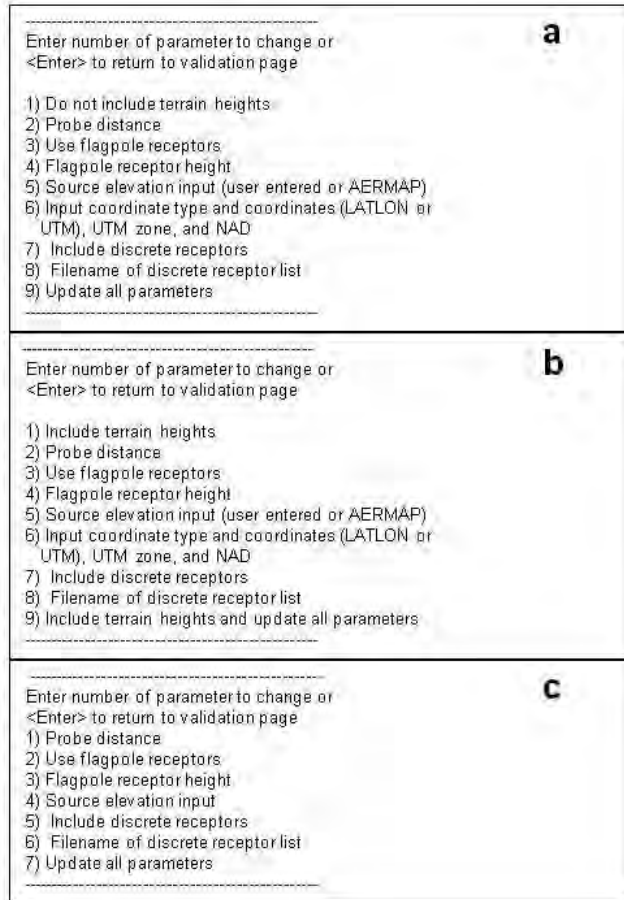 a
--------------------------------------------------------
Enter number of parameter to change or
<Enter> to return to validation page
1) Do not include terrain heights
2) Probe distance
3) Use flagpole receptors
4) Flagpole receptor height
5) Source elevation input (user entered or AERMAP)
6) Input coordinate type and coordinates (LATLON or
UTM), UTM zone, and NAD
7) Include discrete receptors
8) Filename of discrete receptor list
9) Update all parameters
--------------------------------------------------------
b
--------------------------------------------------------
Enter number of parameter to change or
<Enter> to return to validation page
1) Include terrain heights
2) Probe distance
3) Use flagpole receptors
4) Flagpole receptor height
5) Source elevation input (user entered or AERMAP)
6) Input coordinate type and coordinates (LATLON or
UTM), UTM zone, and NAD
7) Include discrete receptors
8) Filename of discrete receptor list
9) Include terrain heights and update all parameters
--------------------------------------------------------
c
--------------------------------------------------------
Enter number of parameter to change or
<Enter> to return to validation page
1) Probe distance
2) Use flagpole receptors
3) Flagpole receptor height
4) Source elevation input
5) Include discrete receptors
6) Filename of discrete receptor list
7) Update all parameters
--------------------------------------------------------